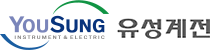 YouSung 유성계전
INSTRUMENT & ELECTRIC